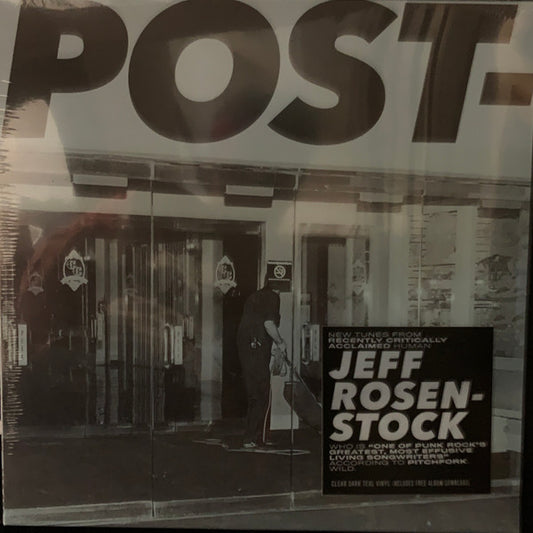 POST-
NEW TUNES FROM
RECENTLY CRITICALLY
ACCLAIMED HUMAN
JEFF
ROSEN-
STOCK
WHO IS "ONE OF PUNK ROCK'S
GREATEST, MOST EFFUSIVE
LIVING SONGWRITERS"
ACCORDING TO PITCHFORK.
WILD.
CLEAR DARK TEAL VINYL. INCLUDES FREE ALBUM DOWNLOAD.